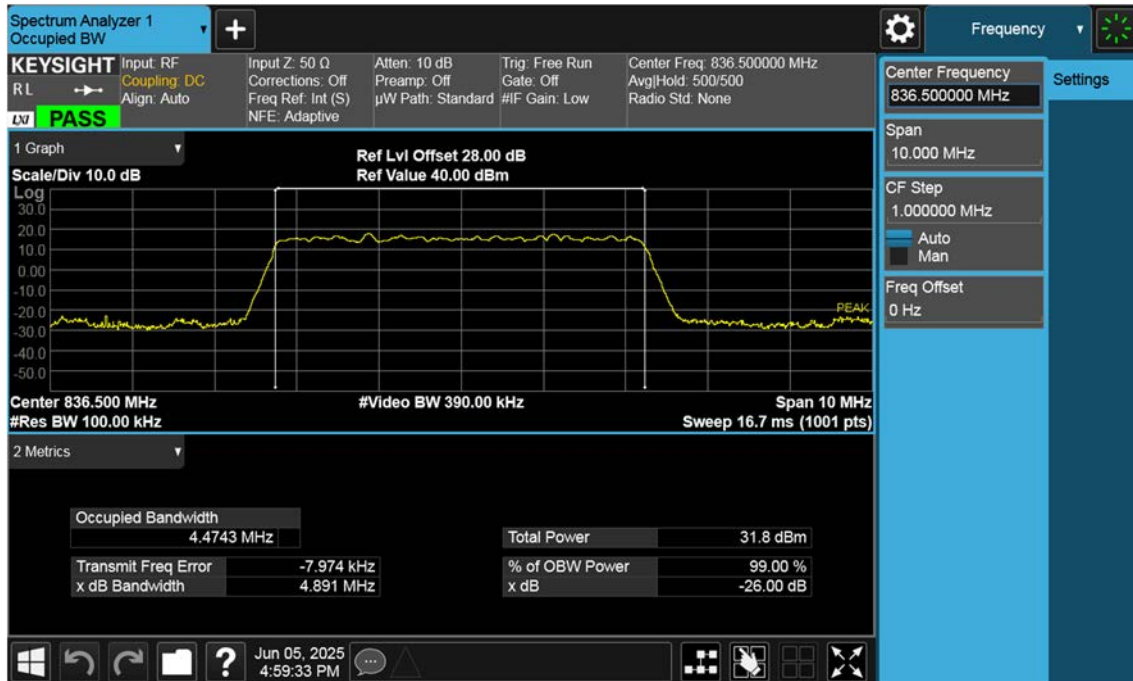 Spectrum Analyzer 1
Occupied BW
Frequency
KEYSIGHT
R L
LXI
PASS
Input: RF
Coupling: DC
Align: Auto
Input Z: 50 Ω
Corrections: Off
Freq Ref: Int (S)
NFE: Adaptive
Atten: 10 dB
Preamp: Off
µW Path: Standard
Trig: Free Run
Gate: Off
#IF Gain: Low
Center Freq: 836.500000 MHz
Avg|Hold: 500/500
Radio Std: None
Center Frequency
836.500000 MHz
Settings
Span
10.000 MHz
CF Step
1.000000 MHz
Auto
Man
Freq Offset
0 Hz
1 Graph
Scale/Div 10.0 dB
Ref Lvl Offset 28.00 dB
Ref Value 40.00 dBm
Log
30.0
20.0
10.0
0.00
-10.0
-20.0
-30.0
-40.0
-50.0
PEAK
Center 836.500 MHz
#Video BW 390.00 kHz
Span 10 MHz
#Res BW 100.00 kHz
Sweep 16.7 ms (1001 pts)
2 Metrics
Occupied Bandwidth
4.4743 MHz
Total Power 31.8 dBm
Transmit Freq Error -7.974 kHz
% of OBW Power 99.00 %
x dB Bandwidth 4.891 MHz
x dB -26.00 dB
?
Jun 05, 2025
4:59:33 PM